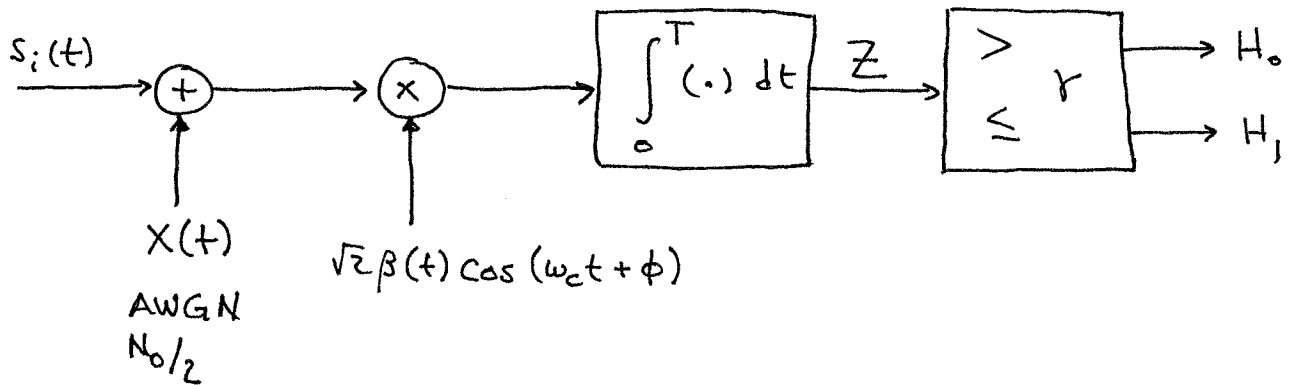 s_i(t)
+
×
∫_0^T (·) dt
Z
> γ
≤
H_0
H_1
X(t)
√2 β(t) cos (ω_c t + φ)
AWGN
N_0/2